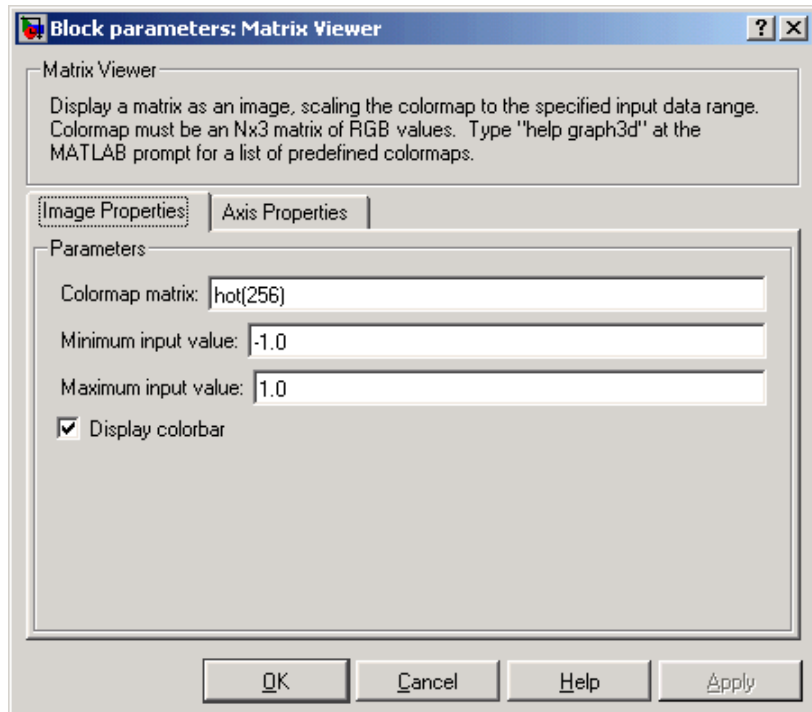 Block parameters: Matrix Viewer
Matrix Viewer
Display a matrix as an image, scaling the colormap to the specified input data range.
Colormap must be an Nx3 matrix of RGB values.  Type "help graph3d" at the
MATLAB prompt for a list of predefined colormaps.
Image Properties Axis Properties
Parameters
Colormap matrix: hot(256)
Minimum input value: -1.0
Maximum input value: 1.0
Display colorbar
OK Cancel Help Apply